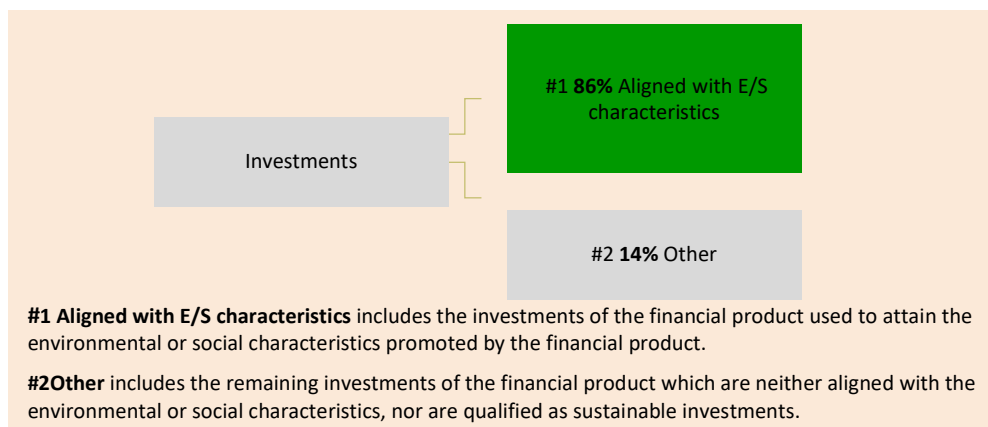 #1 86% Aligned with E/S
characteristics
Investments
#2 14% Other
#1 Aligned with E/S characteristics includes the investments of the financial product used to attain the
environmental or social characteristics promoted by the financial product.
#2Other includes the remaining investments of the financial product which are neither aligned with the
environmental or social characteristics, nor are qualified as sustainable investments.